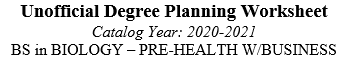 Unofficial Degree Planning Worksheet
Catalog Year: 2020-2021
BS in BIOLOGY – PRE-HEALTH W/BUSINESS